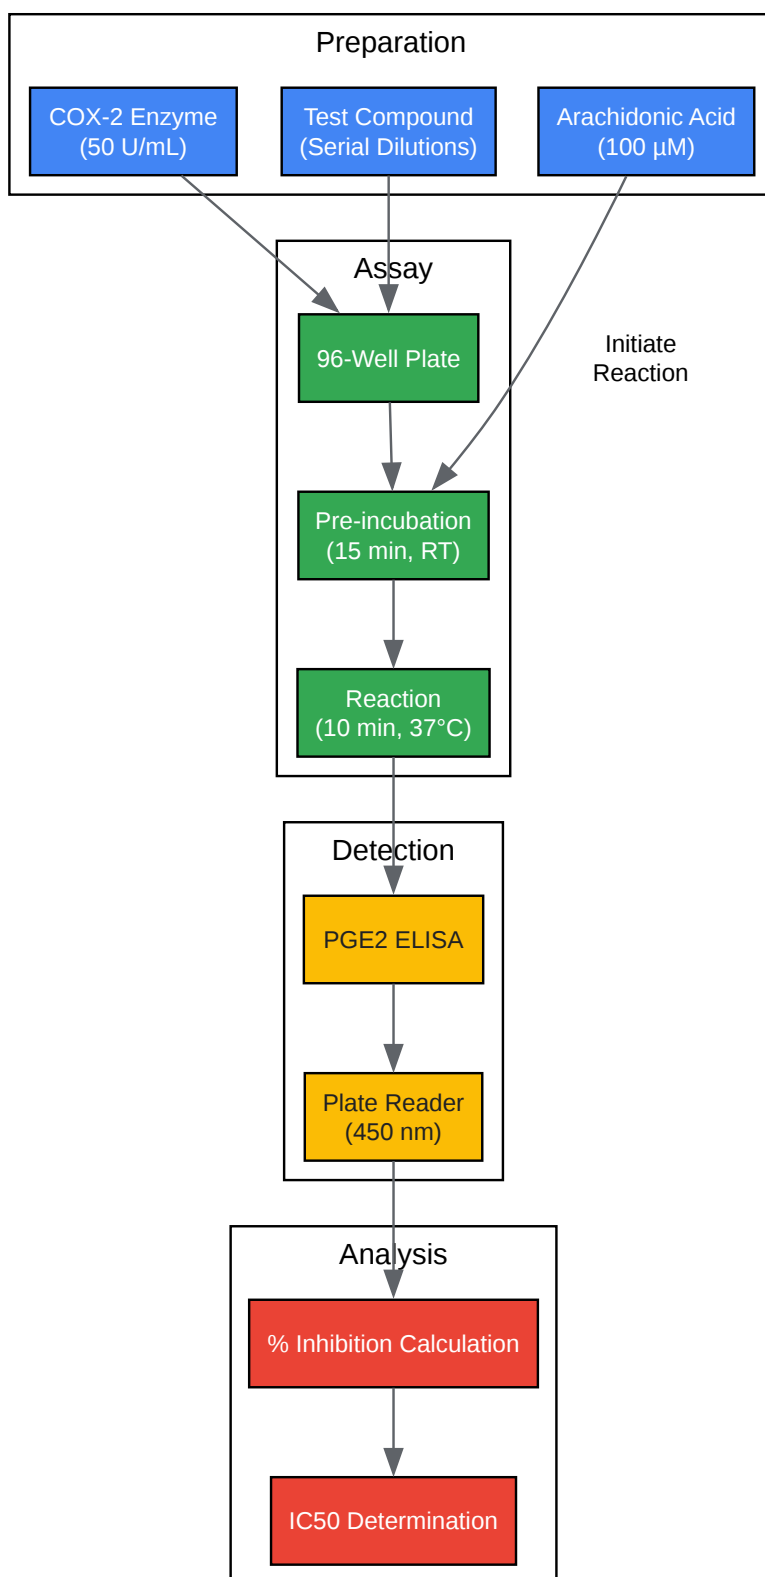 Preparation
COX-2 Enzyme
(50 U/mL)
Test Compound
(Serial Dilutions)
Arachidonic Acid
(100 µM)
Assay
96-Well Plate
Initiate
Reaction
Pre-incubation
(15 min, RT)
Reaction
(10 min, 37°C)
Detection
PGE2 ELISA
Plate Reader
(450 nm)
Analysis
% Inhibition Calculation
IC50 Determination